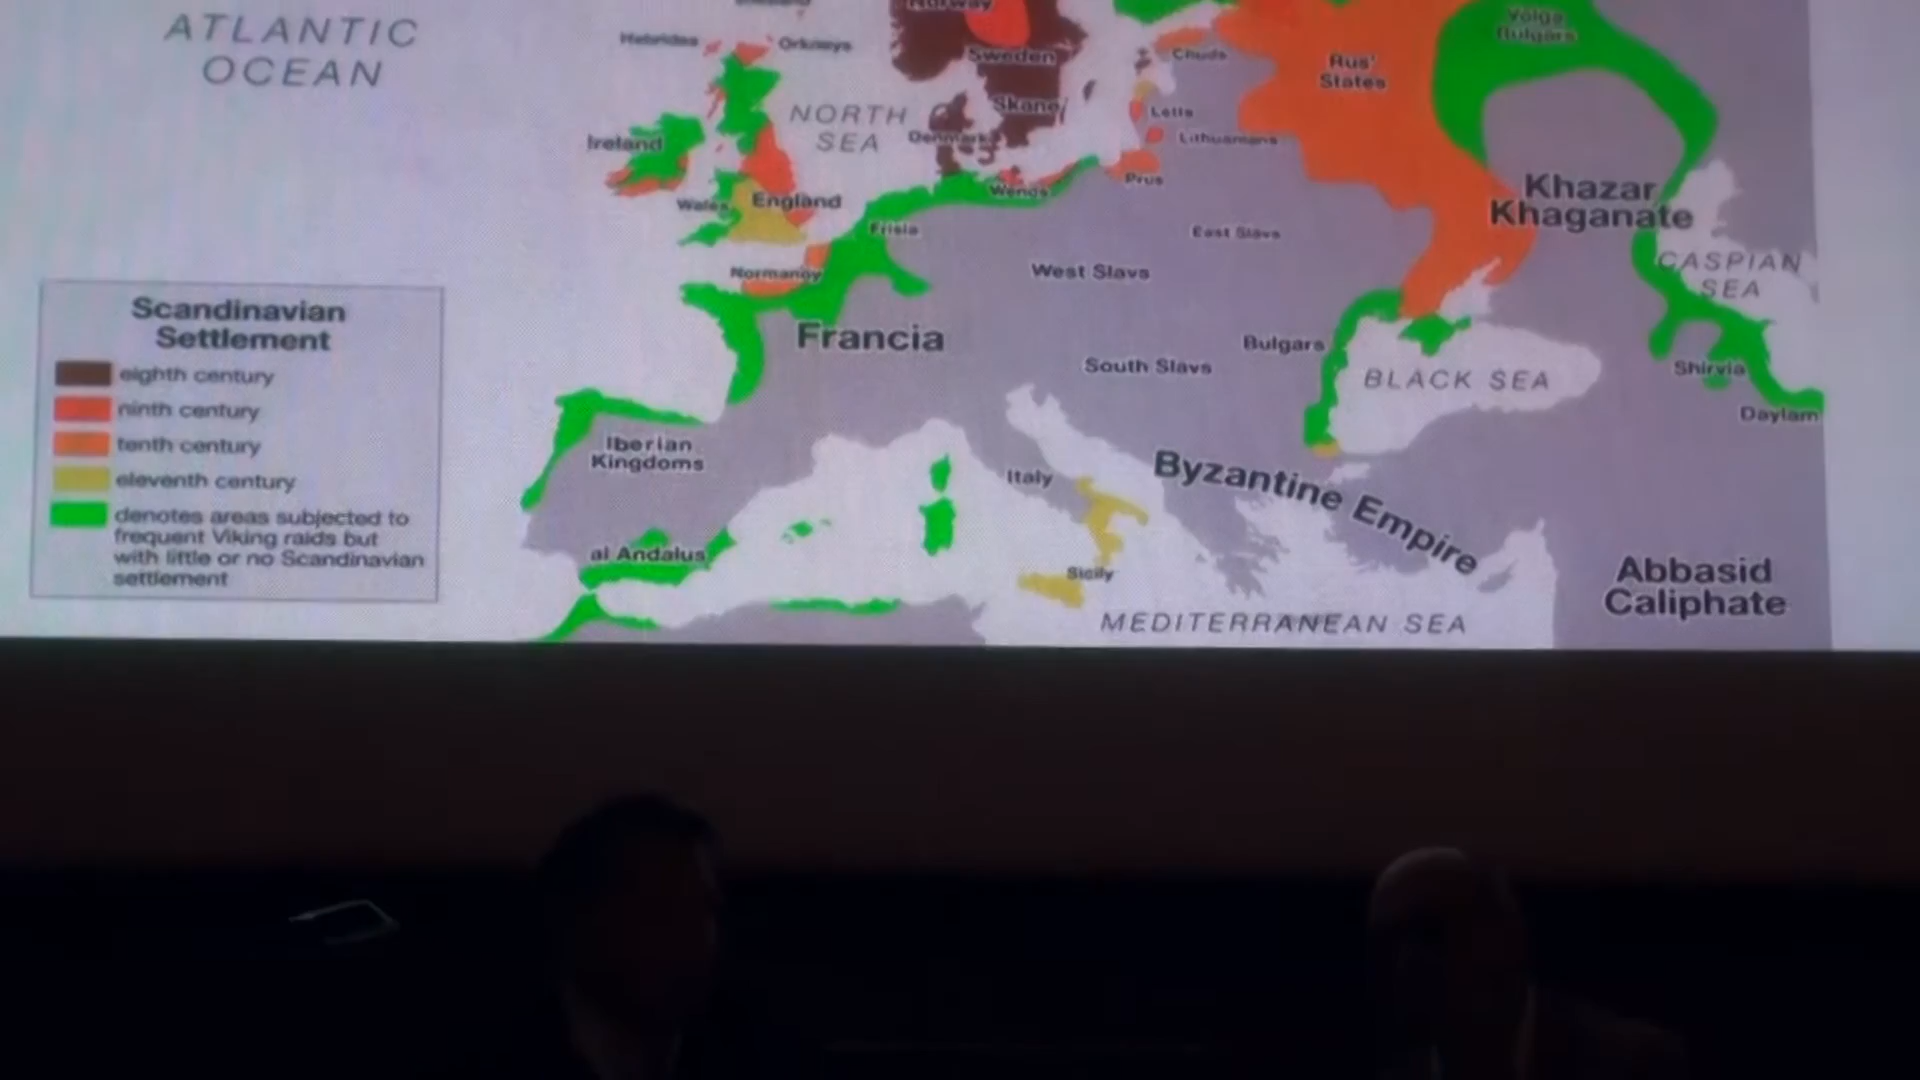 ATLANTIC
OCEAN
Norway
Sweden
Hebrides
Orkneys
Chuds
Volga
Bulgars
Rus'
States
Skane
NORTH
SEA
Denmark
Letts
Lithuanians
Ireland
Wends
Prus
Khazar
Khaganate
Wales
England
Frisia
East Slavs
West Slavs
CASPIAN
SEA
Normandy
Francia
Bulgars
South Slavs
BLACK SEA
Shirvia
Daylam
Scandinavian
Settlement
eighth century
ninth century
tenth century
eleventh century
denotes areas subjected to
frequent Viking raids but
with little or no Scandinavian
settlement
Iberian
Kingdoms
Italy
Byzantine Empire
al Andalus
Sicily
Abbasid
Caliphate
MEDITERRANEAN SEA